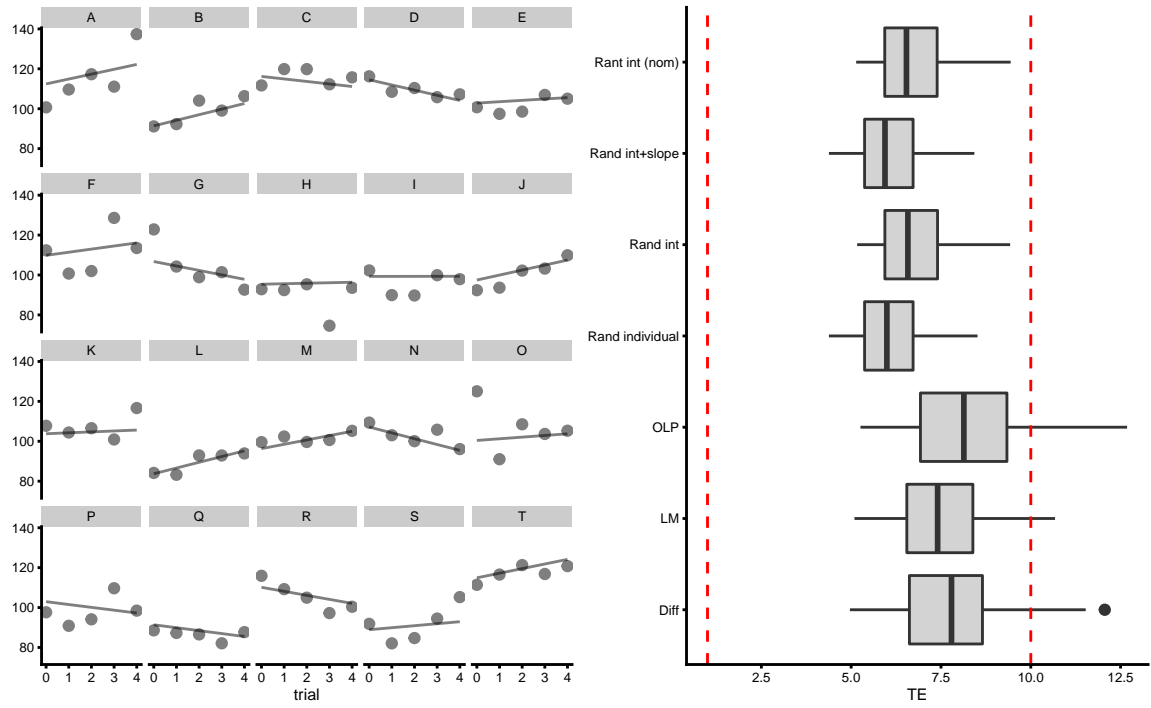 A B C D E
140
120
100
80
F G H I J
140
120
100
80
K L M N O
140
120
100
80
P Q R S T
140
120
100
80
0 1 2 3 4 0 1 2 3 4 0 1 2 3 4 0 1 2 3 4 0 1 2 3 4
trial
Rant int (nom)
Rand int+slope
Rand int
Rand individual
OLP
LM
Diff
2.5 5.0 7.5 10.0 12.5
TE